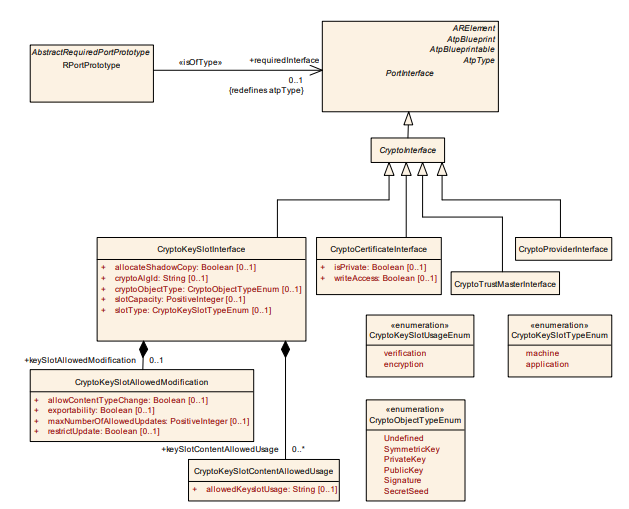 AbstractRequiredPortPrototype
RPortPrototype
«isOfType»
+requiredInterface
0..1
{redefines atpType}
ARElement
AtpBlueprint
AtpBlueprintable
AtpType
PortInterface
CryptoInterface
CryptoKeySlotInterface
+ allocateShadowCopy: Boolean [0..1]
+ cryptoAlgId: String [0..1]
+ cryptoObjectType: CryptoObjectTypeEnum [0..1]
+ slotCapacity: PositiveInteger [0..1]
+ slotType: CryptoKeySlotTypeEnum [0..1]
CryptoCertificateInterface
+ isPrivate: Boolean [0..1]
+ writeAccess: Boolean [0..1]
CryptoProviderInterface
CryptoTrustMasterInterface
«enumeration»
CryptoKeySlotUsageEnum
verification
encryption
«enumeration»
CryptoKeySlotTypeEnum
machine
application
+keySlotAllowedModification
0..1
CryptoKeySlotAllowedModification
+ allowContentTypeChange: Boolean [0..1]
+ exportability: Boolean [0..1]
+ maxNumberOfAllowedUpdates: PositiveInteger [0..1]
+ restrictUpdate: Boolean [0..1]
«enumeration»
CryptoObjectTypeEnum
Undefined
SymmetricKey
PrivateKey
PublicKey
Signature
SecretSeed
+keySlotContentAllowedUsage
0..*
CryptoKeySlotContentAllowedUsage
+ allowedKeyslotUsage: String [0..1]